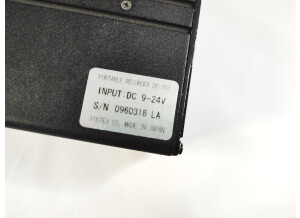 PORTABLE RECORDER
INPUT:DC 9-24V
S/N 0960318 LA
FOSTEX CO. MADE IN JAPAN